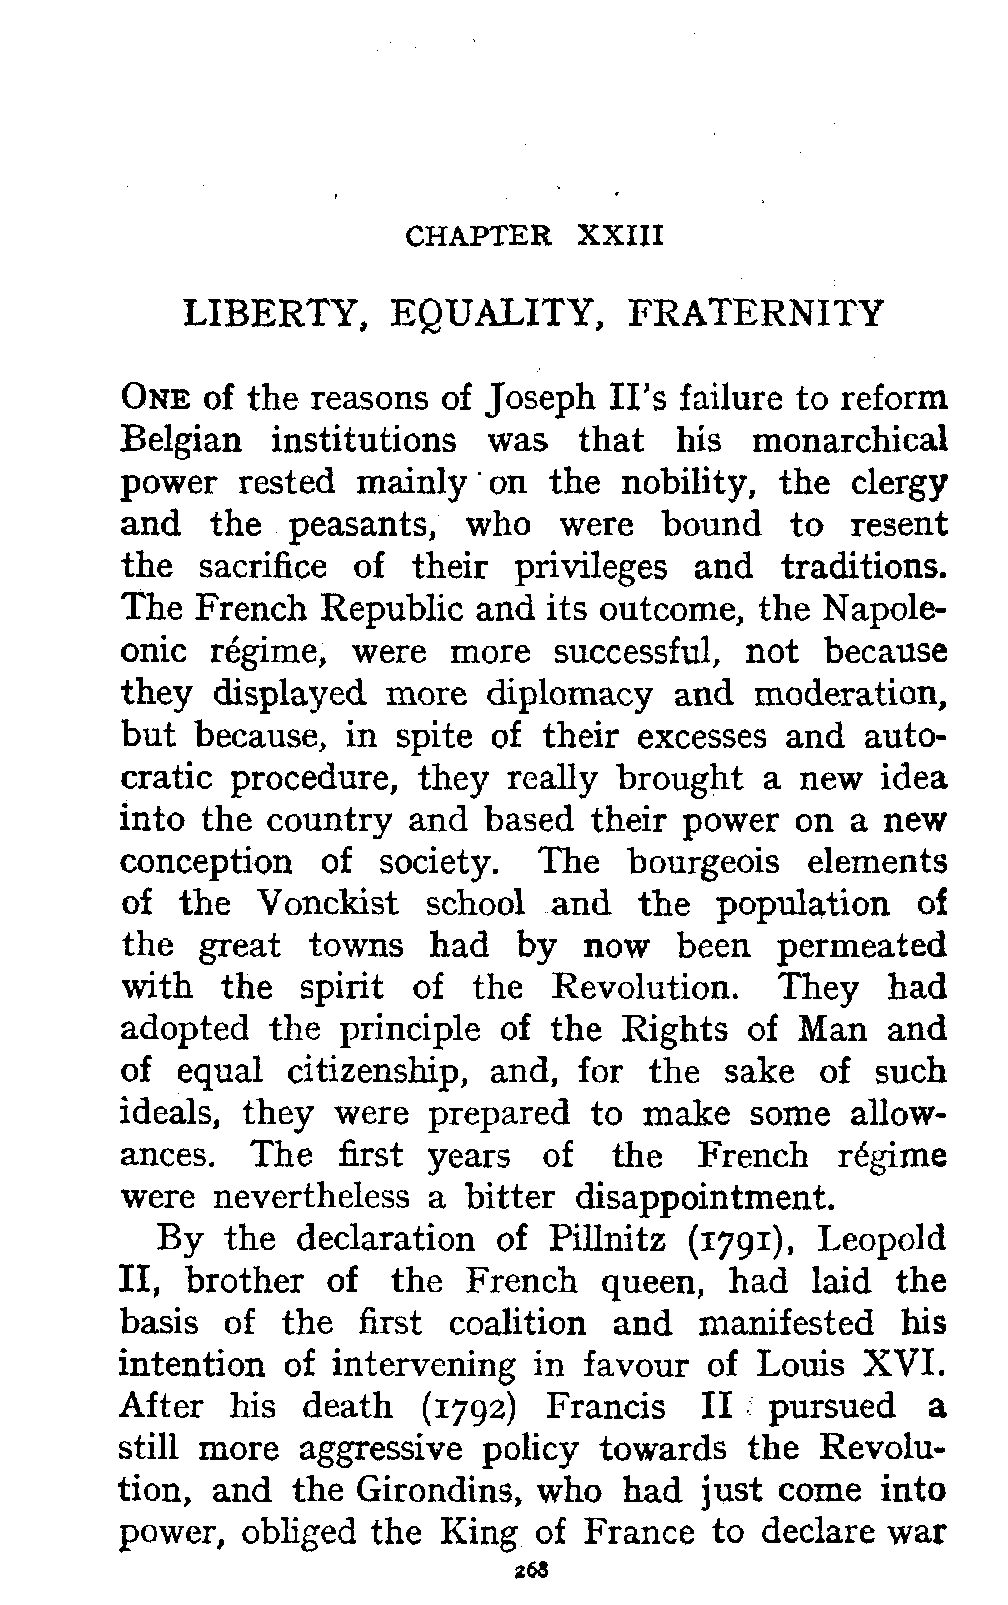 CHAPTER XXIII
LIBERTY, EQUALITY, FRATERNITY
ONE of the reasons of Joseph II's failure to reform
Belgian institutions was that his monarchical
power rested mainly on the nobility, the clergy
and the peasants, who were bound to resent
the sacrifice of their privileges and traditions.
The French Republic and its outcome, the Napole-
onic régime, were more successful, not because
they displayed more diplomacy and moderation,
but because, in spite of their excesses and auto-
cratic procedure, they really brought a new idea
into the country and based their power on a new
conception of society. The bourgeois elements
of the Vonckist school and the population of
the great towns had by now been permeated
with the spirit of the Revolution. They had
adopted the principle of the Rights of Man and
of equal citizenship, and, for the sake of such
ideals, they were prepared to make some allow-
ances. The first years of the French régime
were nevertheless a bitter disappointment.
By the declaration of Pillnitz (1791), Leopold
II, brother of the French queen, had laid the
basis of the first coalition and manifested his
intention of intervening in favour of Louis XVI.
After his death (1792) Francis II pursued a
still more aggressive policy towards the Revolu-
tion, and the Girondins, who had just come into
power, obliged the King of France to declare war
268